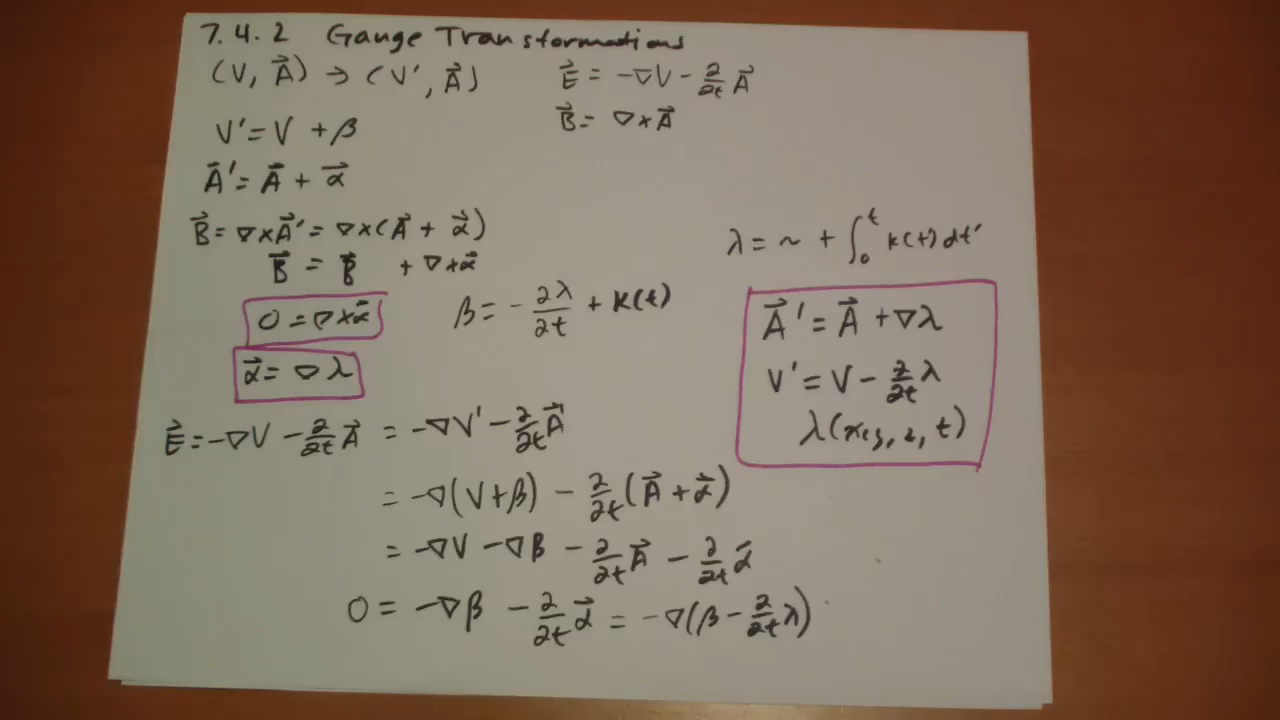 7.4.2 Gauge Transformations
(V, A⃗) → (V', A⃗)
E⃗ = -∇V - ∂/∂t A⃗
B⃗ = ∇×A⃗
V' = V + β
A⃗' = A⃗ + α⃗
B⃗ = ∇×A⃗' = ∇×(A⃗ + α⃗)
B⃗ = B⃗ + ∇×α⃗
0 = ∇×α⃗
α⃗ = ∇λ
β = - ∂λ/∂t + k(t)
λ = ~ + ∫₀ᵗ k(t) dt'
A⃗' = A⃗ + ∇λ
V' = V - ∂/∂t λ
λ(x, y, z, t)
E⃗ = -∇V - ∂/∂t A⃗ = -∇V' - ∂/∂t A⃗'
= -∇(V+β) - ∂/∂t (A⃗ + α⃗)
= -∇V - ∇β - ∂/∂t A⃗ - ∂/∂t α⃗
0 = -∇β - ∂/∂t α⃗ = -∇(β - ∂/∂t λ)